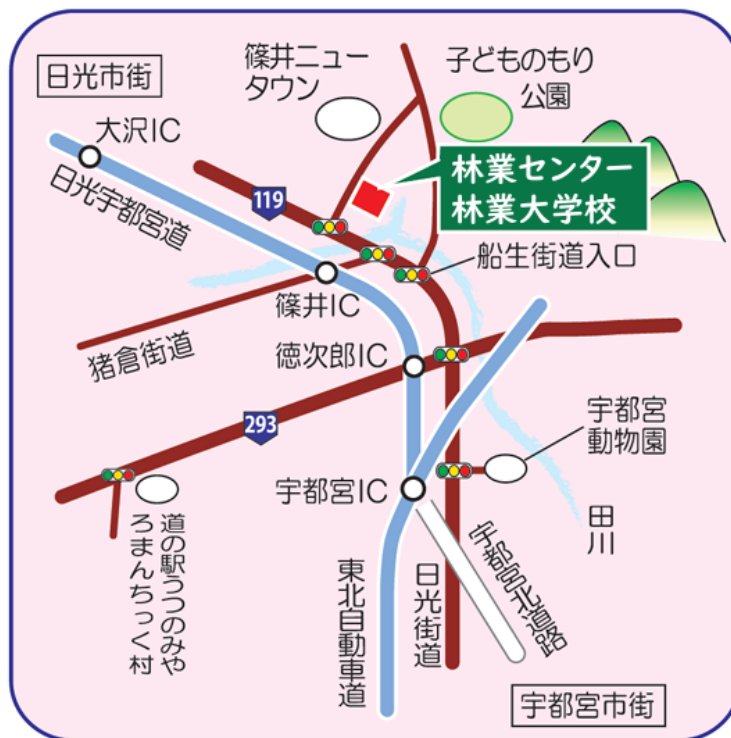 篠井ニュー
タウン
子どものもり
公園
日光市街
大沢IC
日光宇都宮道
119
林業センター
林業大学校
船生街道入口
篠井IC
猪倉街道
徳次郎IC
293
宇都宮
動物園
宇都宮IC
田川
道の駅うつのみや
ろまんちっく村
東北自動車道
日光街道
宇都宮北道路
宇都宮市街